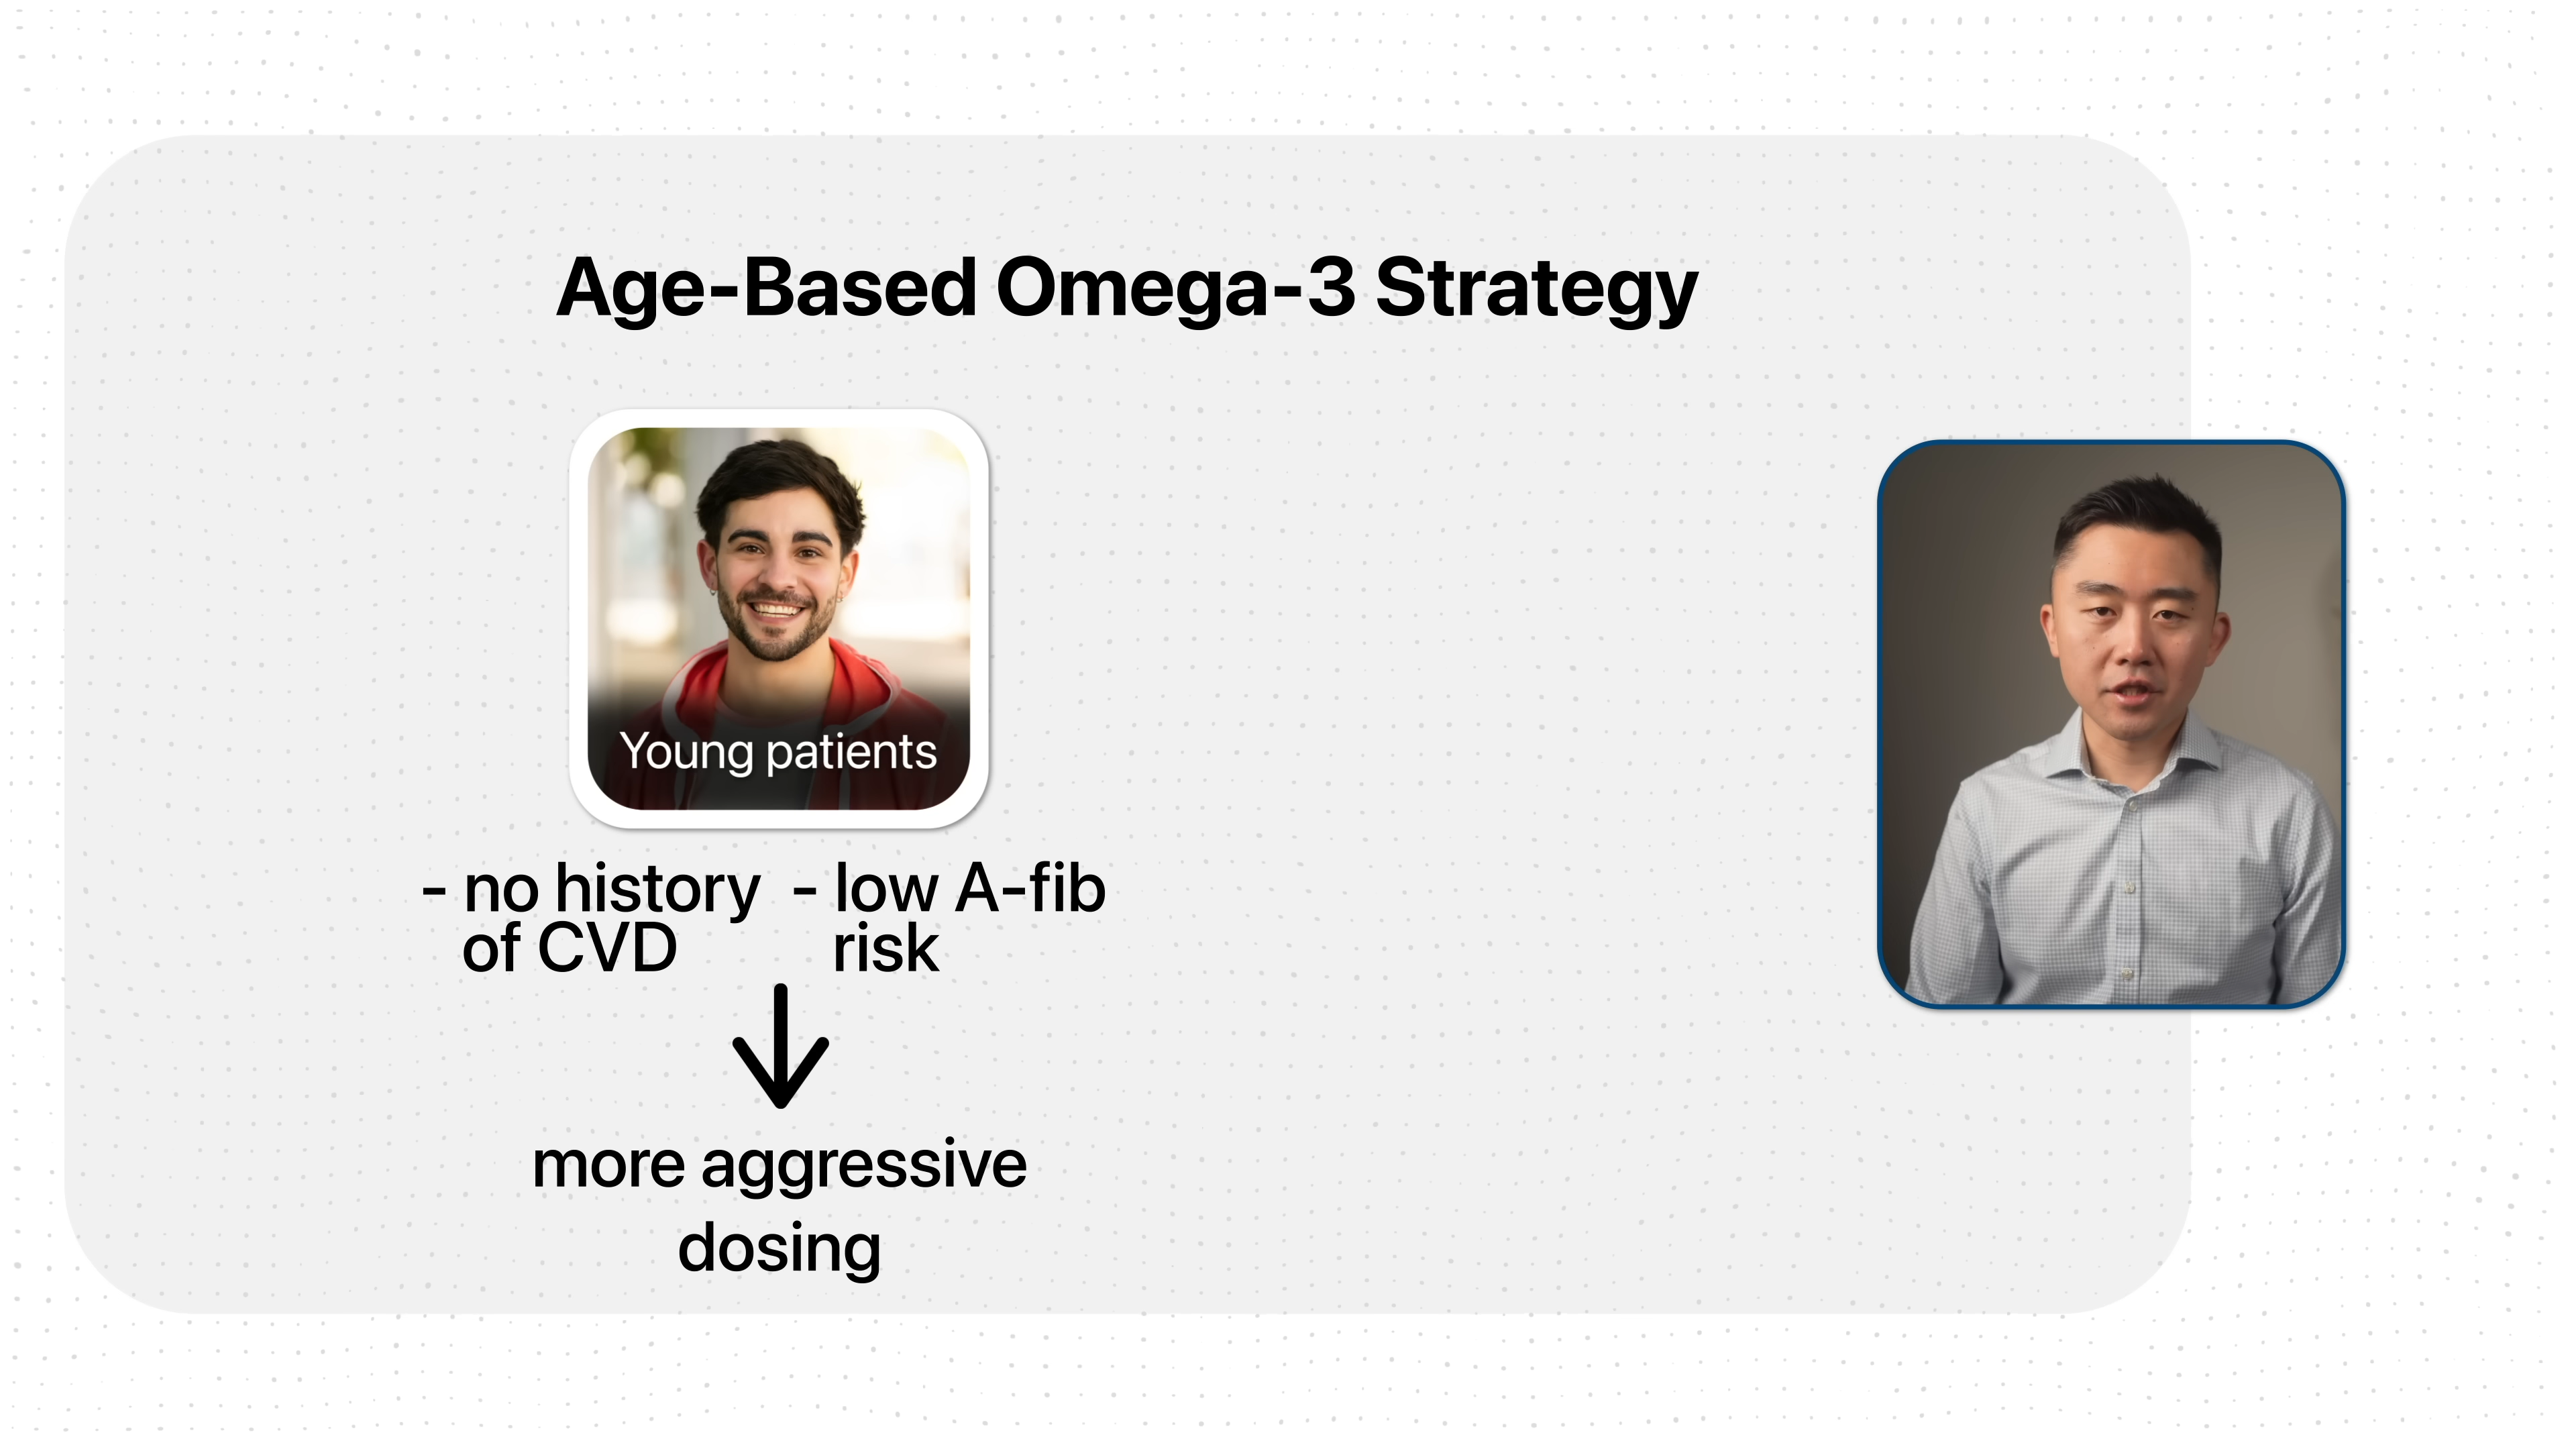 Age-Based Omega-3 Strategy
Young patients
- no history
of CVD
- low A-fib
risk
more aggressive
dosing